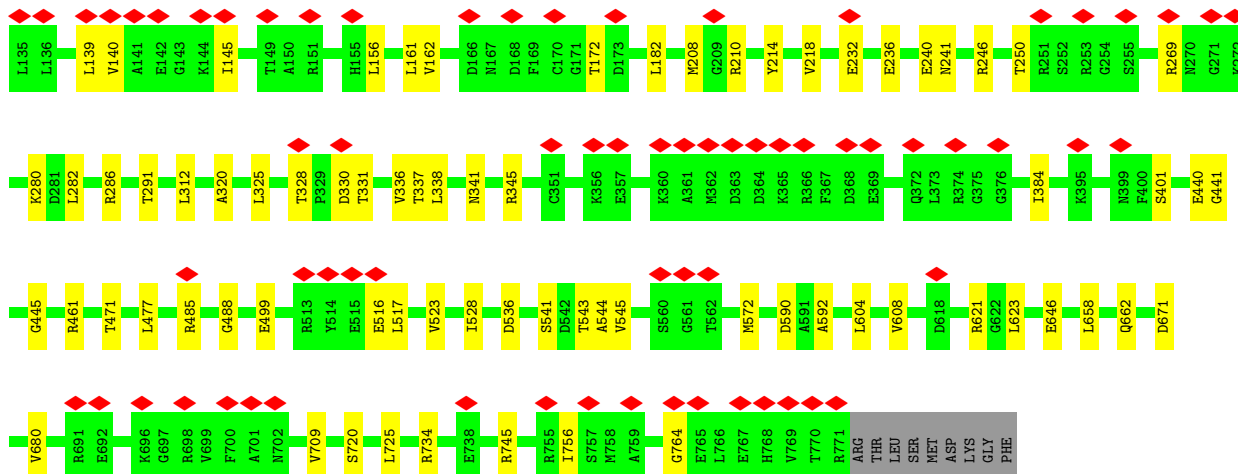 L135 L136 L139 V140 A141 E142 G143 K144 I145 T149 A150 R151 H155 L156 L161 V162 D166 N167 D168 F169 C170 G171 T172 D173 L182 M208 G209 R210 Y214 V218 E232 E236 E240 N241 R246 T250 R251 S252 R253 G254 S255 R269 N270 G271 K272
K280 D281 L282 R286 T291 L312 A320 L325 T328 P329 D330 T331 V336 T337 L338 N341 R345 C351 K356 E357 K360 A361 M362 D363 D364 K365 R366 F367 D368 E369 Q372 L373 R374 G375 G376 I384 K395 N399 F400 S401 E440 G441
G445 R461 T471 L477 R485 G488 E499 R513 Y514 E515 E516 L517 V523 I528 D536 S541 D542 T543 A544 V545 S560 G561 T562 M572 D590 A591 A592 L604 V608 D618 R621 G622 L623 E646 L658 Q662 D671
V680 R691 E692 K696 G697 R698 V699 F700 A701 N702 V709 S720 L725 R734 E738 R745 R755 I756 S757 M758 A759 G764 E765 L766 E767 H768 V769 T770 R771 ARG THR LEU SER MET ASP LYS GLY PHE